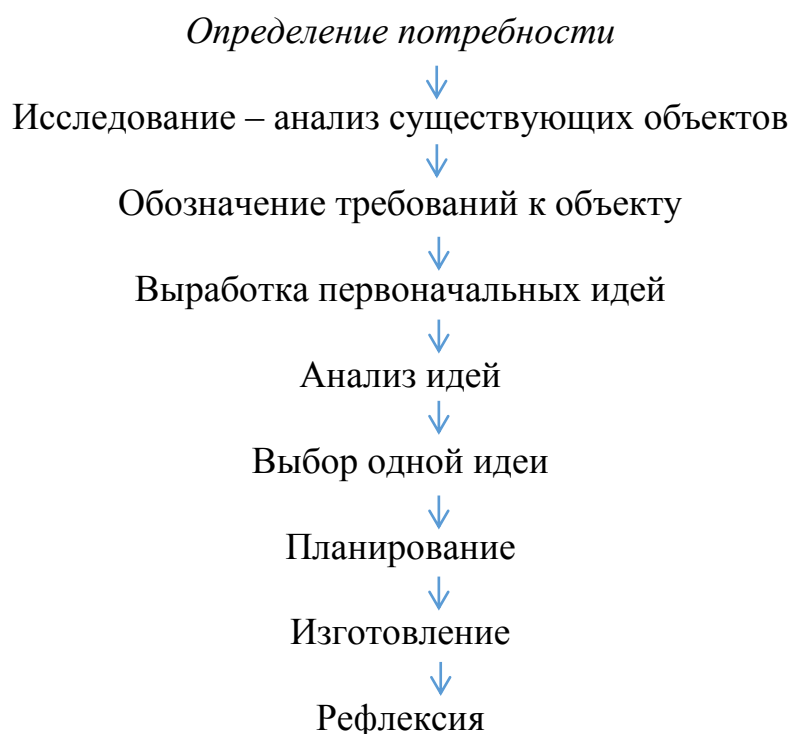 Определение потребности
Исследование – анализ существующих объектов
Обозначение требований к объекту
Выработка первоначальных идей
Анализ идей
Выбор одной идеи
Планирование
Изготовление
Рефлексия